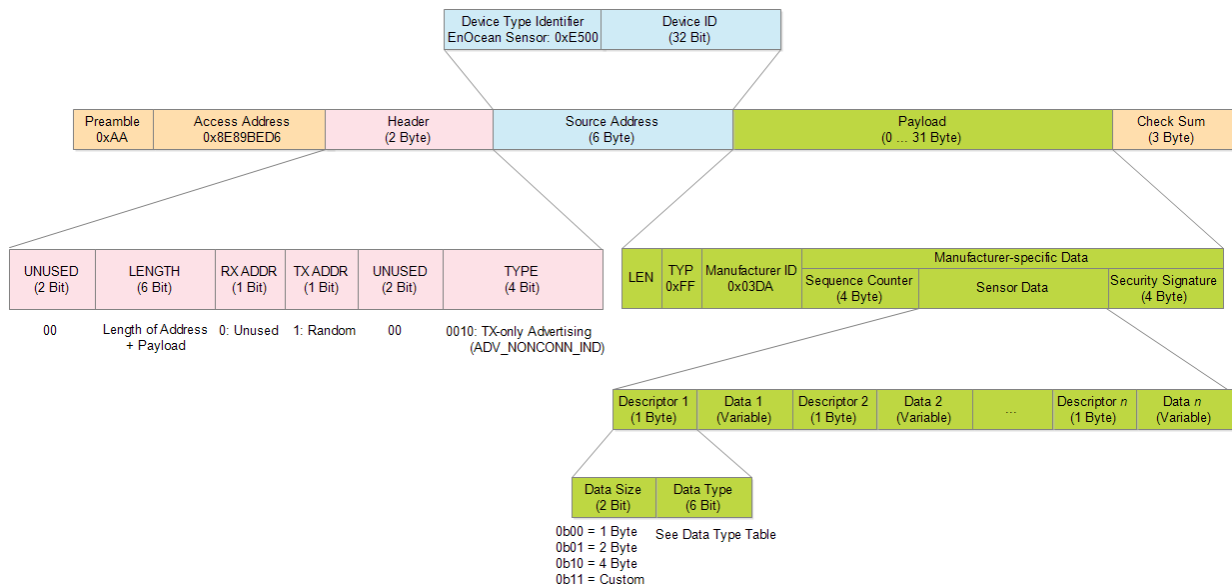 Device Type Identifier
EnOcean Sensor: 0xE500
Device ID
(32 Bit)
Preamble
0xAA
Access Address
0x8E89BED6
Header
(2 Byte)
Source Address
(6 Byte)
Payload
(0 ... 31 Byte)
Check Sum
(3 Byte)
UNUSED
(2 Bit)
LENGTH
(6 Bit)
RX ADDR
(1 Bit)
TX ADDR
(1 Bit)
UNUSED
(2 Bit)
TYPE
(4 Bit)
00
Length of Address
+ Payload
0: Unused
1: Random
00
0010: TX-only Advertising
(ADV_NONCONN_IND)
LEN
TYP
0xFF
Manufacturer ID
0x03DA
Manufacturer-specific Data
Sequence Counter
(4 Byte)
Sensor Data
Security Signature
(4 Byte)
Descriptor 1
(1 Byte)
Data 1
(Variable)
Descriptor 2
(1 Byte)
Data 2
(Variable)
...
Descriptor n
(1 Byte)
Data n
(Variable)
Data Size
(2 Bit)
Data Type
(6 Bit)
0b00 = 1 Byte
0b01 = 2 Byte
0b10 = 4 Byte
0b11 = Custom
See Data Type Table